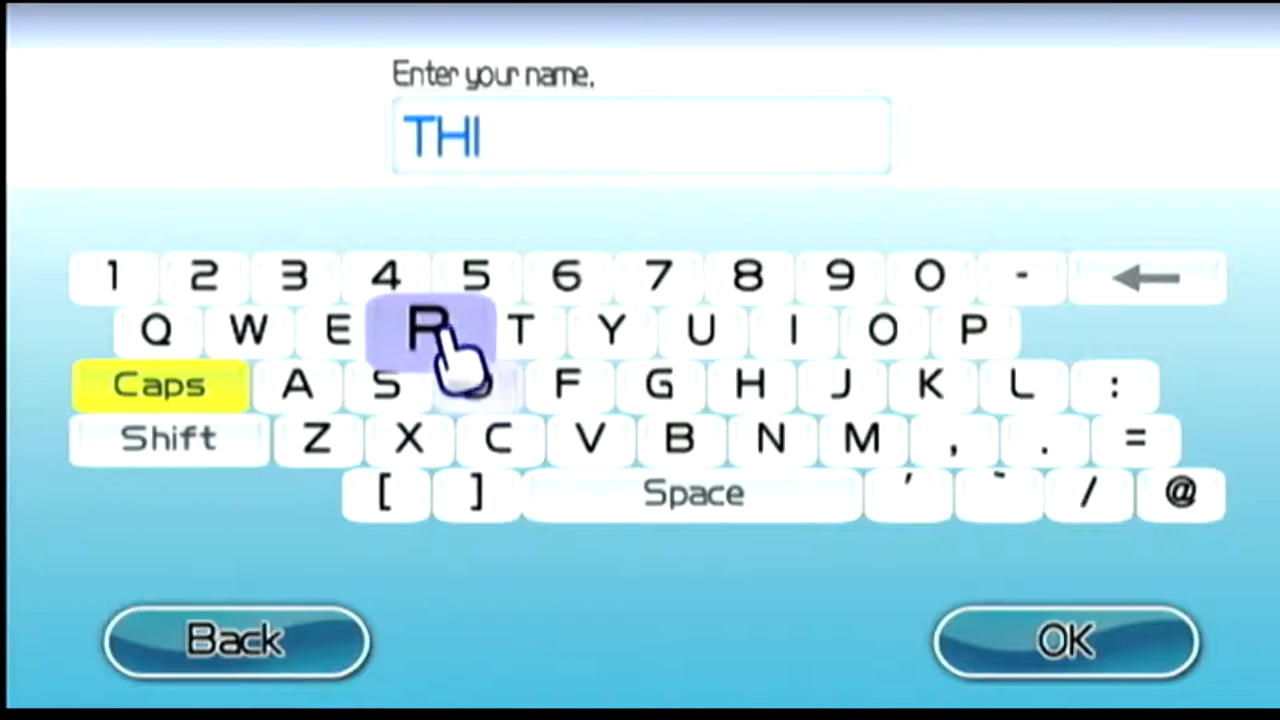 Enter your name.
THI
1 2 3 4 5 6 7 8 9 0 - ←
Q W E R T Y U I O P
Caps A S D F G H J K L :
Shift Z X C V B N M , . =
[ ] Space ' ` / @
Back OK